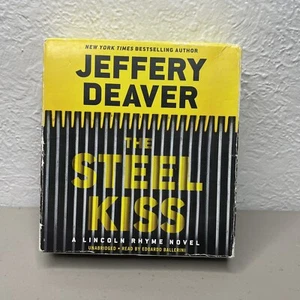 NEW YORK TIMES BESTSELLING AUTHOR
JEFFERY
DEAVER
THE
STEEL
KISS
A LINCOLN RHYME NOVEL
UNABRIDGED • READ BY EDOARDO BALLERINI